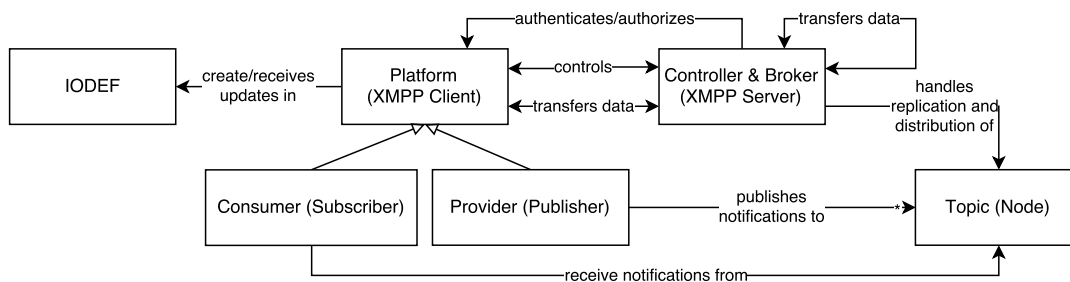 authenticates/authorizes
transfers data
IODEF
create/receives
updates in
Platform
(XMPP Client)
controls
transfers data
Controller & Broker
(XMPP Server)
handles
replication and
distribution of
Consumer (Subscriber)
Provider (Publisher)
publishes
notifications to
*
Topic (Node)
receive notifications from